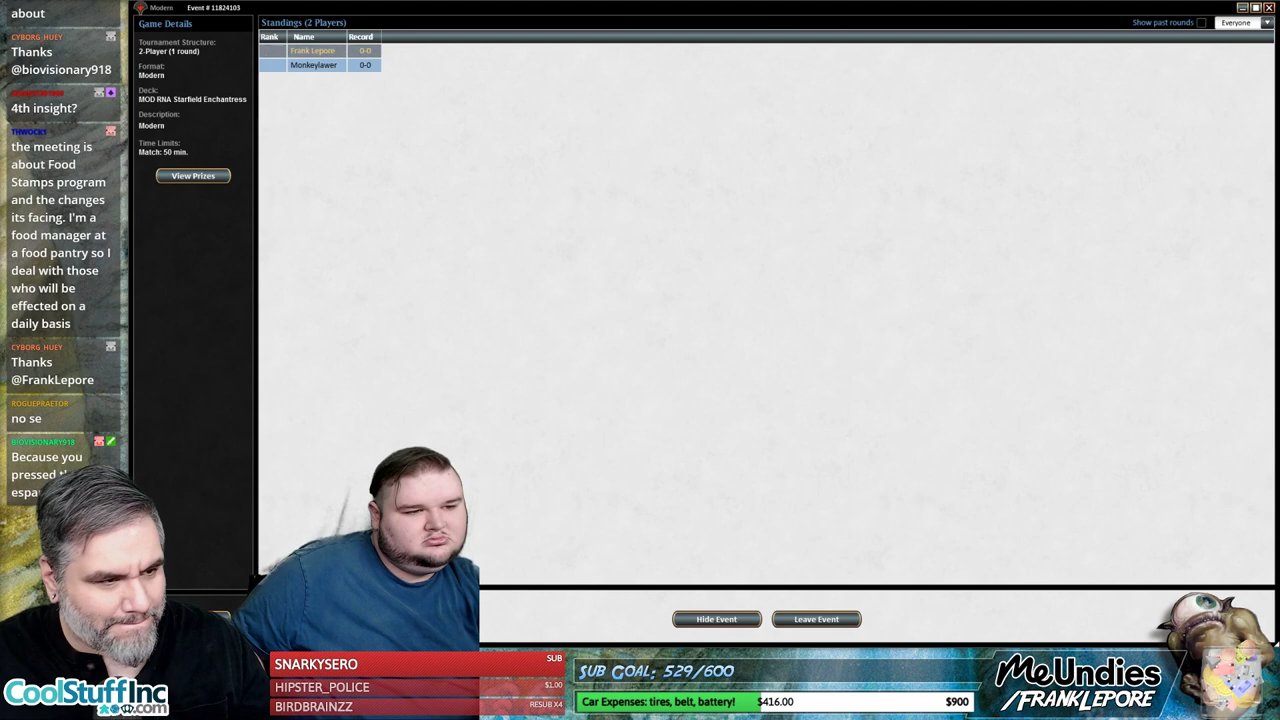 about
CYBORG HUEY
Thanks
@biovisionary918
4th insight?
THWOCKS
the meeting is
about Food
Stamps program
and the changes
its facing. I'm a
food manager at
a food pantry so I
deal with those
who will be
effected on a
daily basis
CYBORG HUEY
Thanks
@FrankLepore
ROGUEPRAETOR
no se
BIOVISIONARY918
Because you
pressed
Modern Event # 11824103
Game Details
Tournament Structure:
2-Player (1 round)
Format:
Modern
Deck:
MOD RNA Starfield Enchantress
Description:
Modern
Time Limits:
Match: 50 min.
View Prizes
Standings (2 Players)
Show past rounds
Everyone
Rank Name Record
Frank Lepore 0-0
Monkeylawer 0-0
Hide Event
Leave Event
SNARKYSERO SUB
HIPSTER_POLICE $1.00
BIRDBRAINZZ RESUB X4
SUB GOAL: 529/600
Car Expenses: tires, belt, battery! $416.00 $900
MeUndies
/FRANKLEPORE
CoolStuffInc
.com